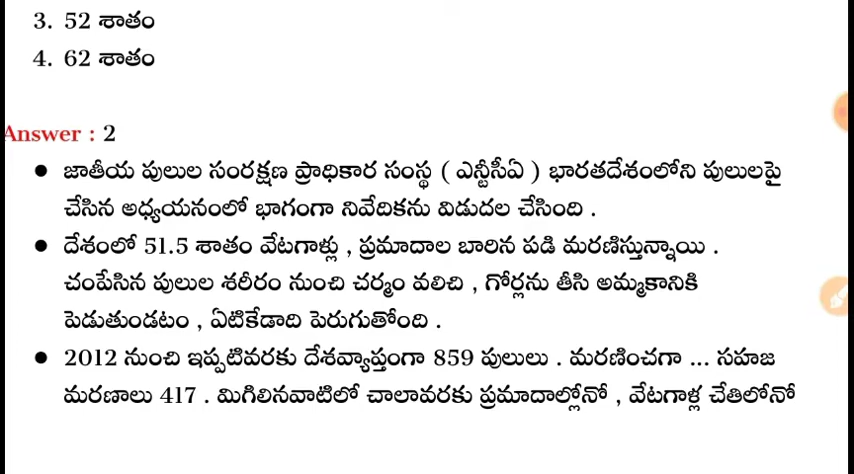 3. 52 శాతం
4. 62 శాతం
Answer : 2
● జాతీయ పులుల సంరక్షణ ప్రాధికార సంస్థ ( ఎన్టీసీఏ ) భారతదేశంలోని పులులపై
చేసిన అధ్యయనంలో భాగంగా నివేదికను విడుదల చేసింది .
● దేశంలో 51.5 శాతం వేటగాళ్లు , ప్రమాదాల బారిన పడి మరణిస్తున్నాయి .
చంపేసిన పులుల శరీరం నుంచి చర్మం వలిచి , గోర్లను తీసి అమ్మకానికి
పెడుతుండటం , ఏటికేడాది పెరుగుతోంది .
● 2012 నుంచి ఇప్పటివరకు దేశవ్యాప్తంగా 859 పులులు . మరణించగా ... సహజ
మరణాలు 417 . మిగిలినవాటిలో చాలావరకు ప్రమాదాల్లోనో , వేటగాళ్ల చేతిలోనో